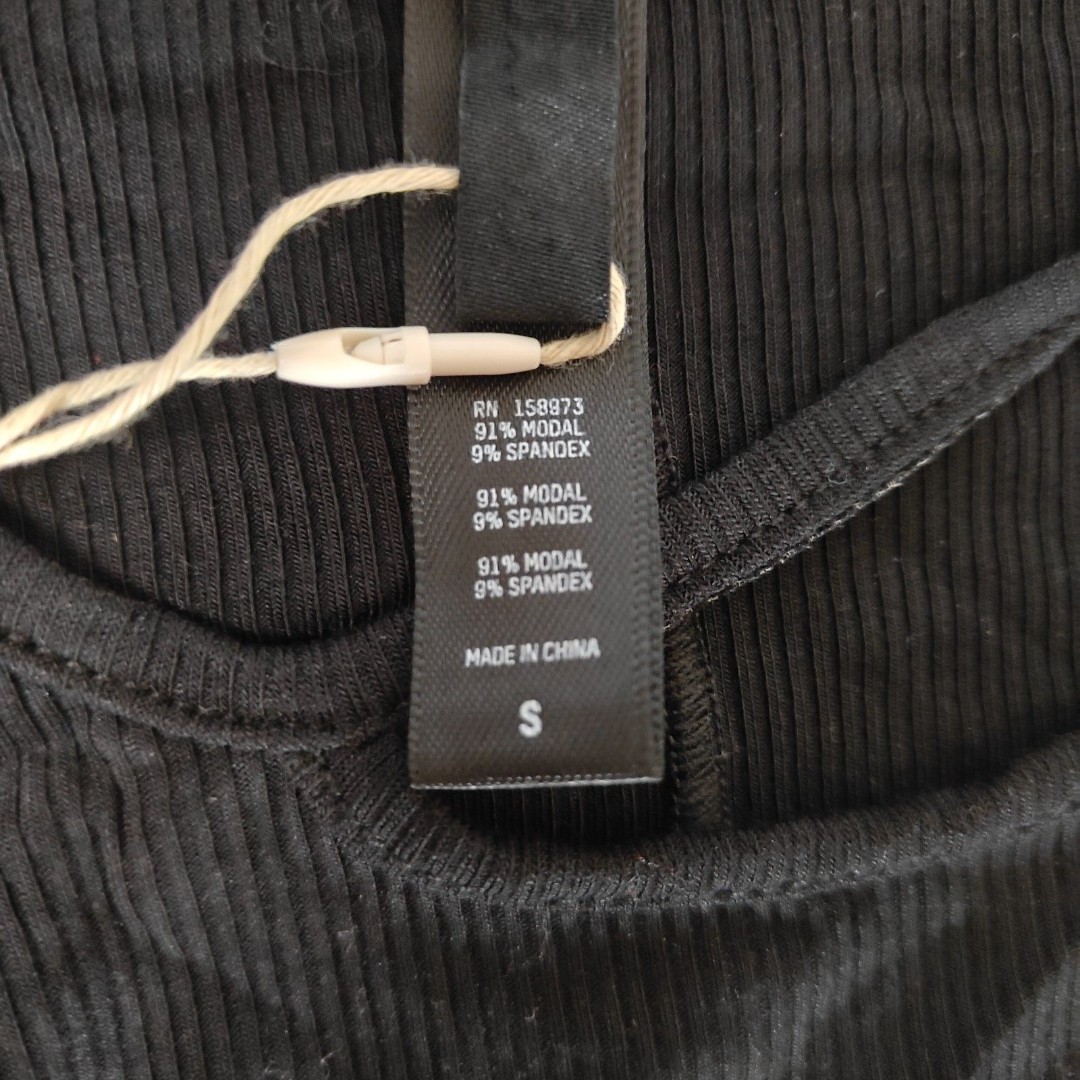 RN 158973
91% MODAL
9% SPANDEX
91% MODAL
9% SPANDEX
91% MODAL
9% SPANDEX
MADE IN CHINA
S